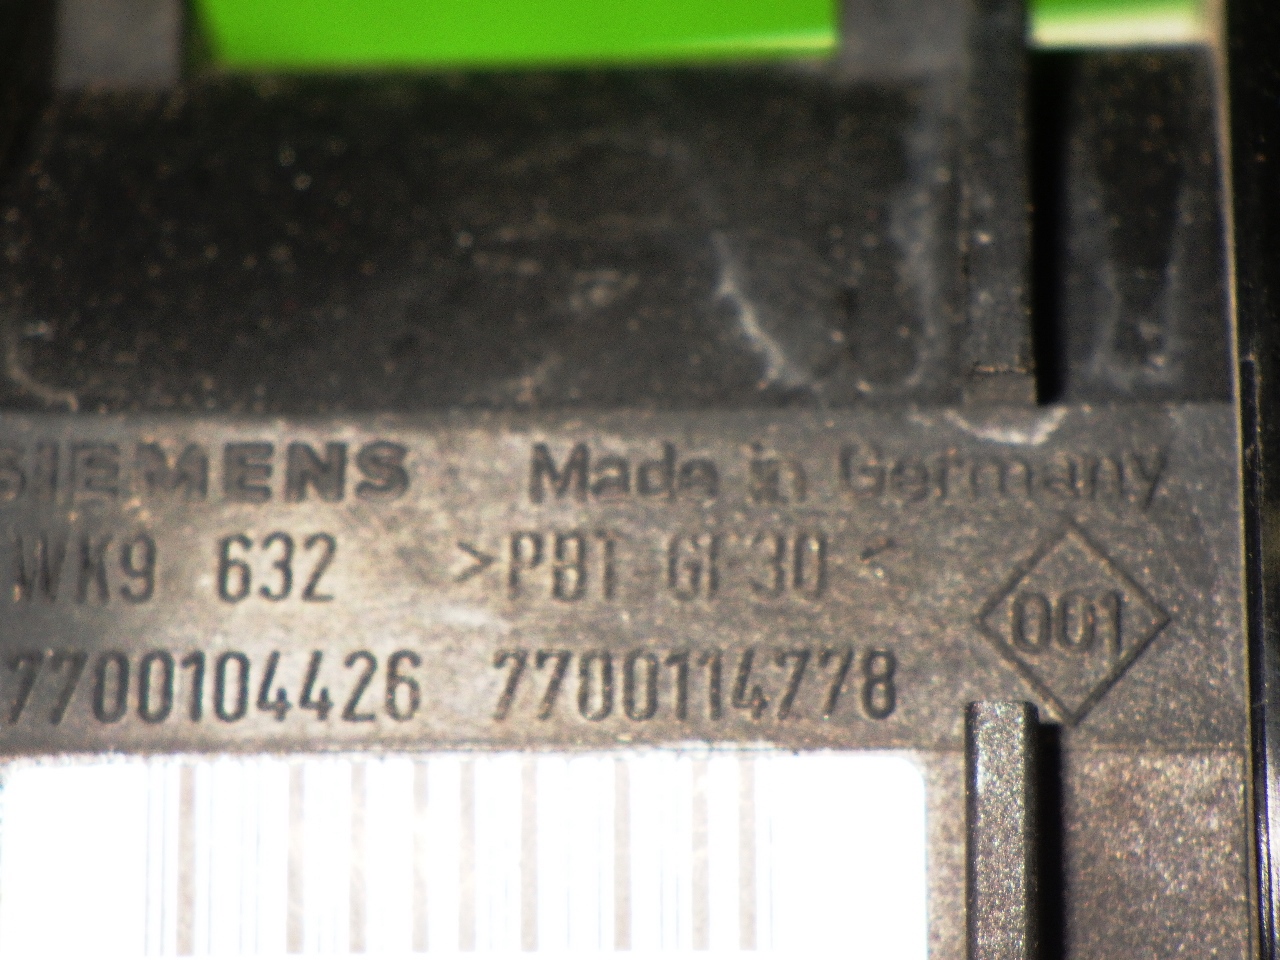 SIEMENS Made in Germany
WK9 632 >PBT GF30<
001
7700104426 7700114778